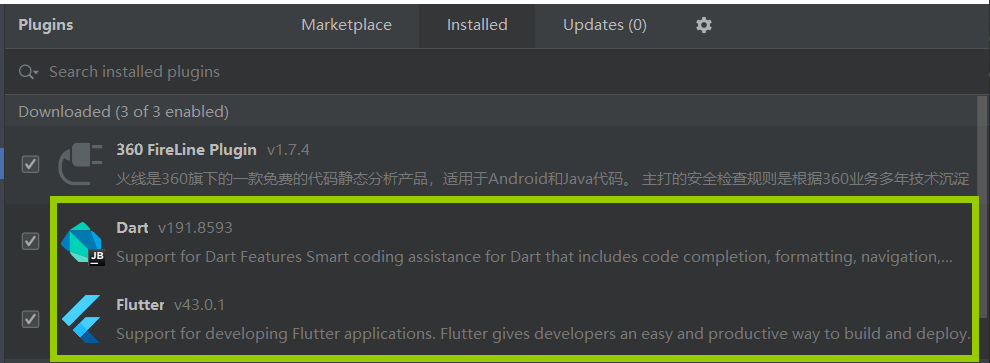 Plugins Marketplace Installed Updates (0)
Search installed plugins
Downloaded (3 of 3 enabled)
360 FireLine Plugin v1.7.4
火线是360旗下的一款免费的代码静态分析产品，适用于Android和Java代码。 主打的安全检查规则是根据360业务多年技术沉淀
Dart v191.8593
JB
Support for Dart Features Smart coding assistance for Dart that includes code completion, formatting, navigation,...
Flutter v43.0.1
Support for developing Flutter applications. Flutter gives developers an easy and productive way to build and deploy.